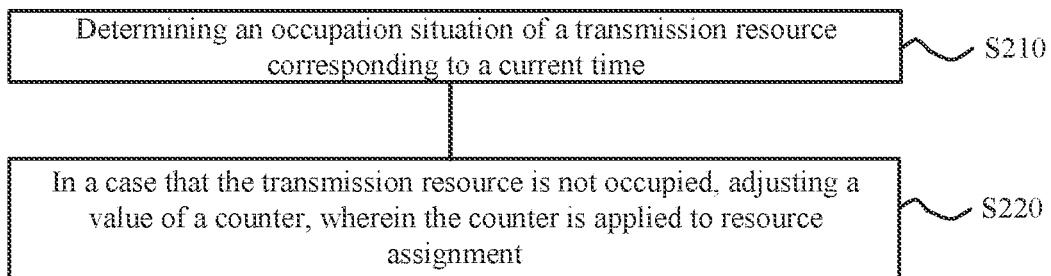 Determining an occupation situation of a transmission resource
corresponding to a current time
S210
In a case that the transmission resource is not occupied, adjusting a
value of a counter, wherein the counter is applied to resource
assignment
S220